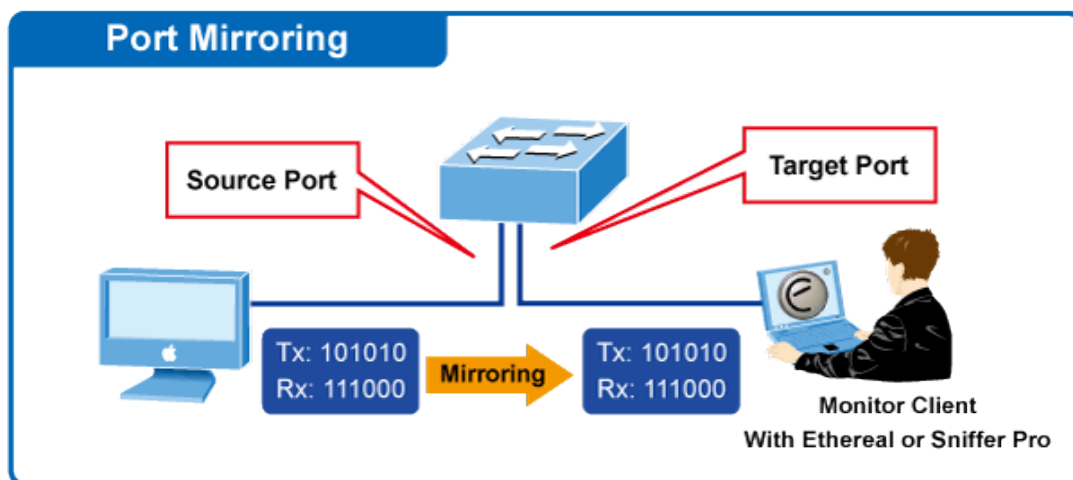 Port Mirroring
Source Port
Target Port
Tx: 101010
Rx: 111000
Mirroring
Tx: 101010
Rx: 111000
Monitor Client
With Ethereal or Sniffer Pro